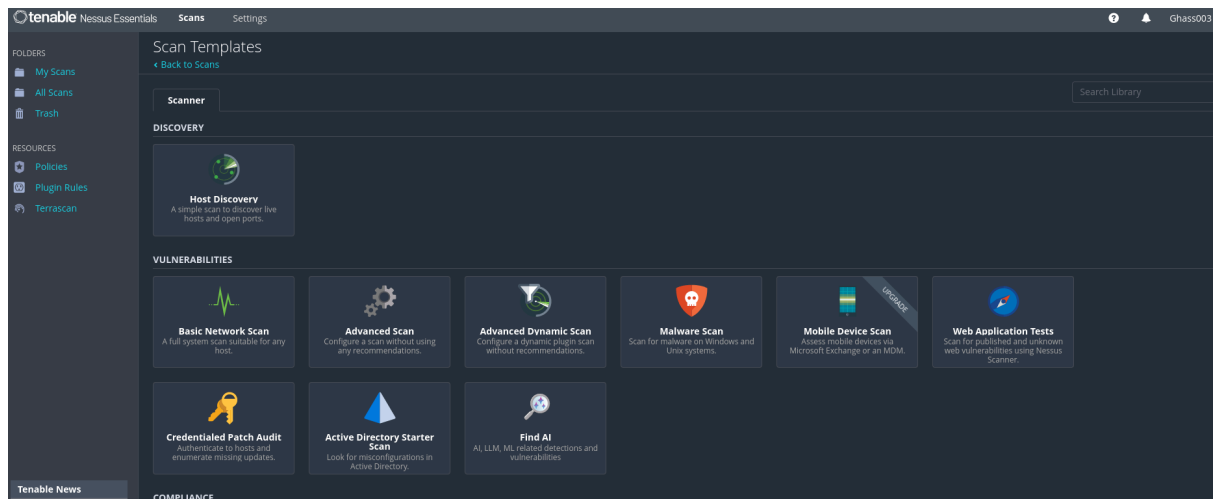 tenable Nessus Essentials Scans Settings Ghass003
FOLDERS
My Scans
All Scans
Trash
RESOURCES
Policies
Plugin Rules
Terrascan
Tenable News
Scan Templates
Back to Scans
Scanner
Search Library
DISCOVERY
Host Discovery
A simple scan to discover live
hosts and open ports.
VULNERABILITIES
Basic Network Scan
A full system scan suitable for any
host.
Advanced Scan
Configure a scan without using
any recommendations.
Advanced Dynamic Scan
Configure a dynamic plugin scan
without recommendations.
Malware Scan
Scan for malware on Windows and
Unix systems.
UPGRADE
Mobile Device Scan
Assess mobile devices via
Microsoft Exchange or an MDM.
Web Application Tests
Scan for published and unknown
web vulnerabilities using Nessus
Scanner.
Credentialed Patch Audit
Authenticate to hosts and
enumerate missing updates.
Active Directory Starter
Scan
Look for misconfigurations in
Active Directory.
Find AI
AI, LLM, ML related detections and
vulnerabilities
COMPLIANCE